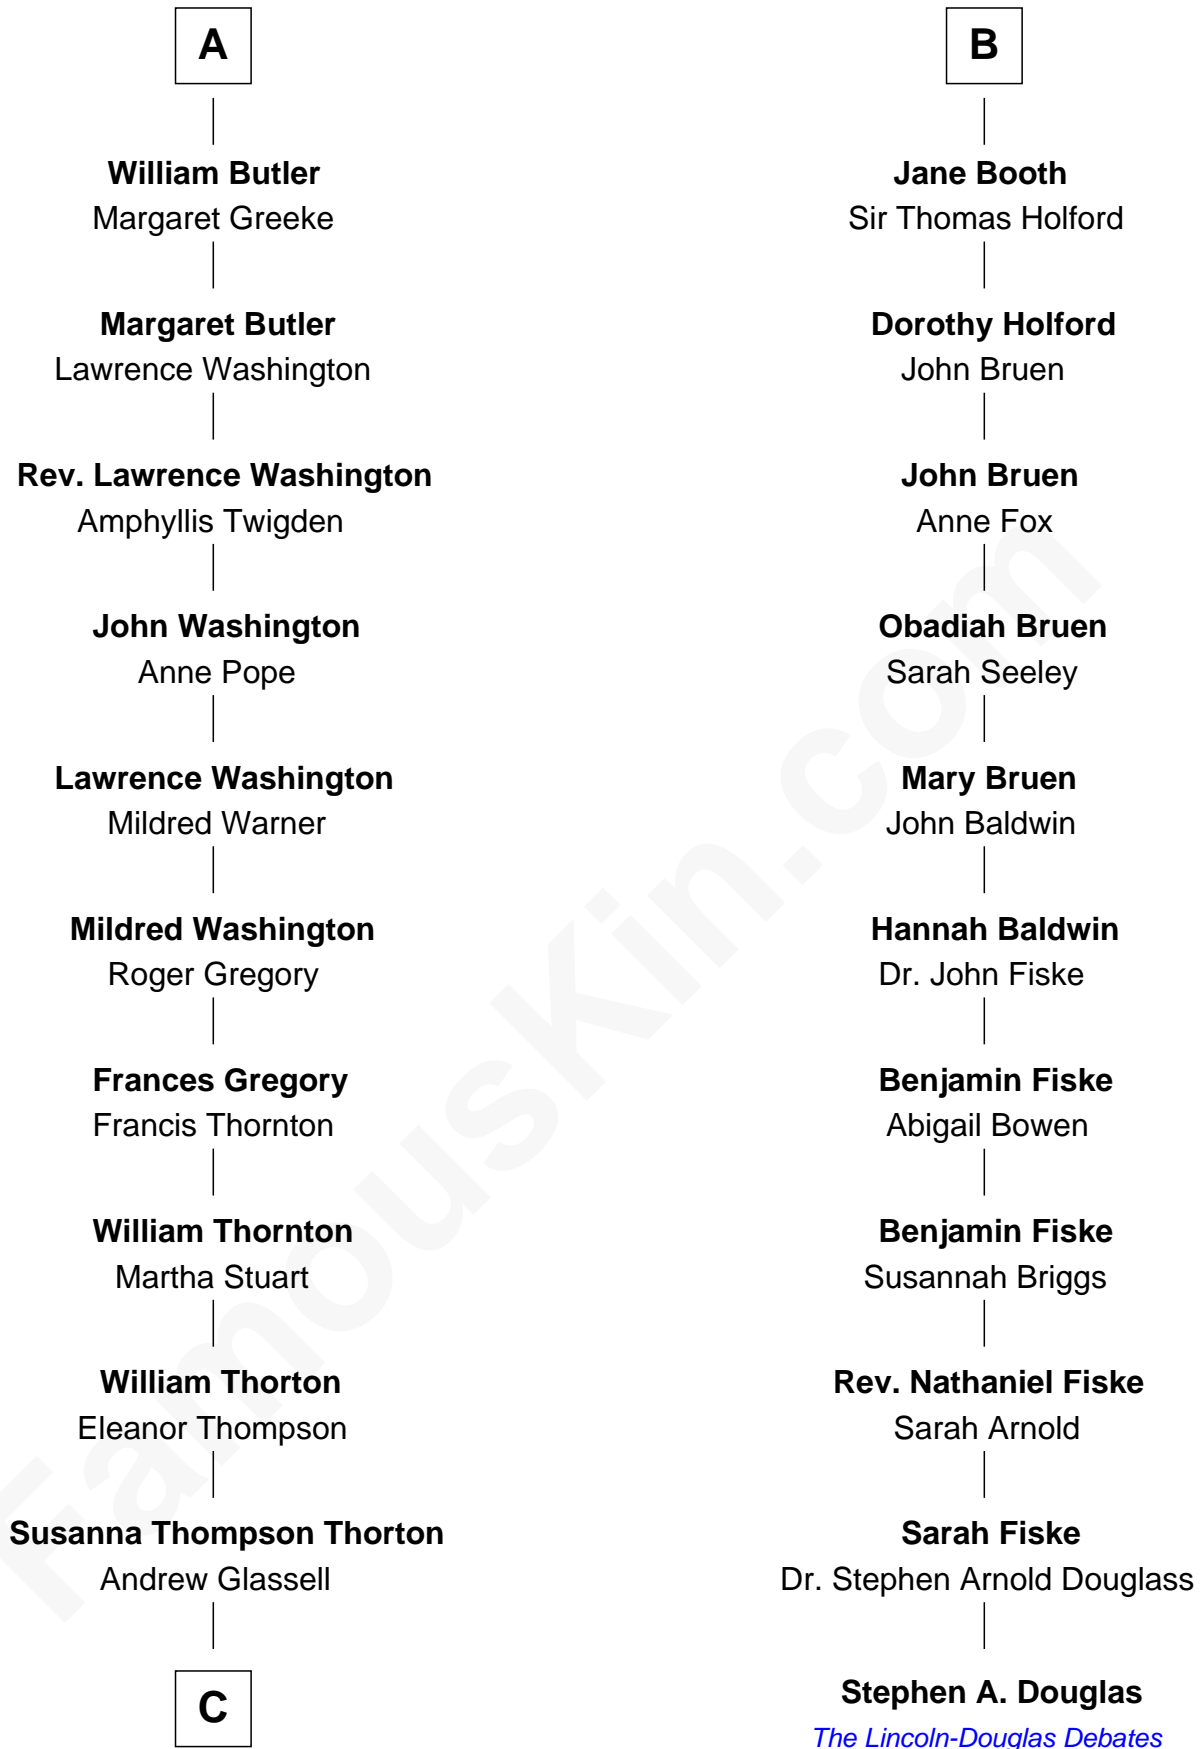 A
William Butler
Margaret Greeke
Margaret Butler
Lawrence Washington
Rev. Lawrence Washington
Amphyllis Twigden
John Washington
Anne Pope
Lawrence Washington
Mildred Warner
Mildred Washington
Roger Gregory
Frances Gregory
Francis Thornton
William Thornton
Martha Stuart
William Thorton
Eleanor Thompson
Susanna Thompson Thorton
Andrew Glassell
C
B
Jane Booth
Sir Thomas Holford
Dorothy Holford
John Bruen
John Bruen
Anne Fox
Obadiah Bruen
Sarah Seeley
Mary Bruen
John Baldwin
Hannah Baldwin
Dr. John Fiske
Benjamin Fiske
Abigail Bowen
Benjamin Fiske
Susannah Briggs
Rev. Nathaniel Fiske
Sarah Arnold
Sarah Fiske
Dr. Stephen Arnold Douglass
Stephen A. Douglas
The Lincoln-Douglas Debates
FamousKin.com